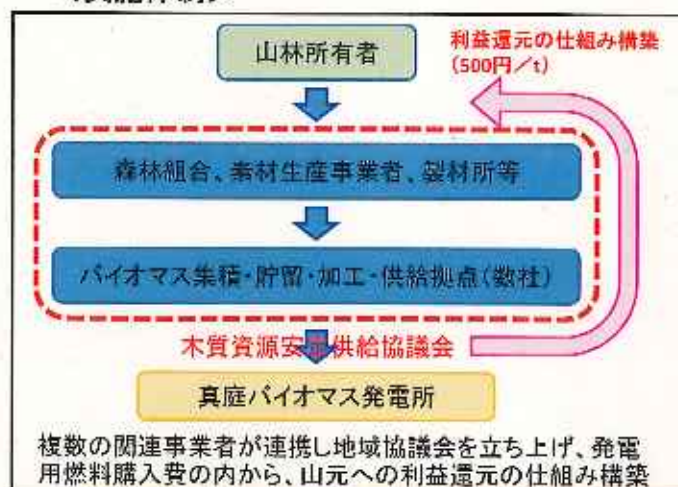 山林所有者
利益還元の仕組み構築
(500円/t)
森林組合、素材生産事業者、製材所等
バイオマス集積・貯留・加工・供給拠点(数社)
木質資源安定供給協議会
真庭バイオマス発電所
複数の関連事業者が連携し地域協議会を立ち上げ、発電
用燃料購入費の内から、山元への利益還元の仕組み構築